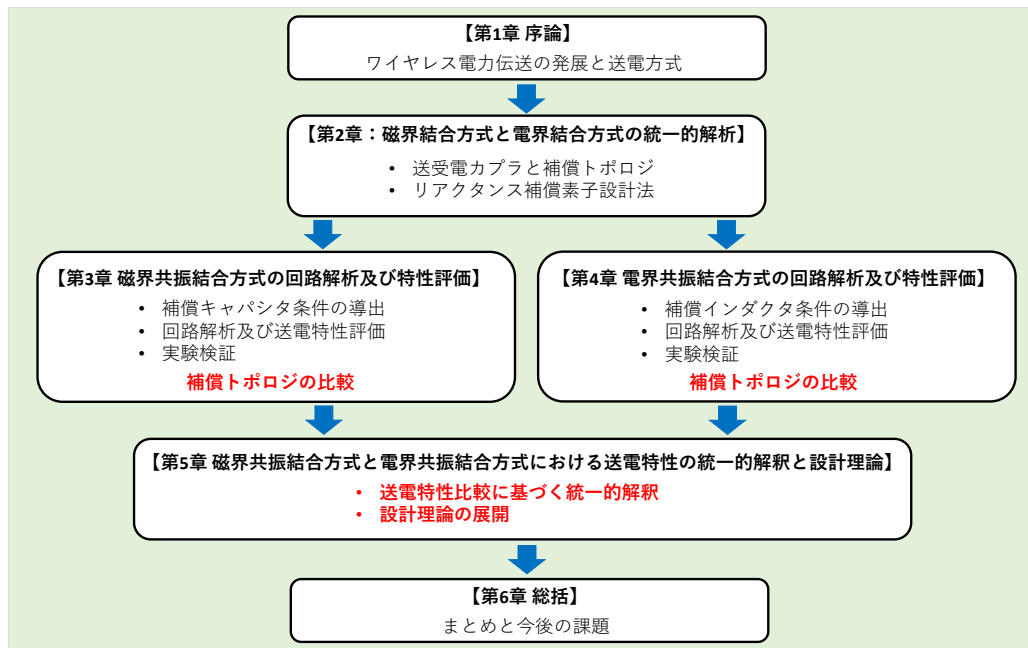 【第1章 序論】
ワイヤレス電力伝送の発展と送電方式
【第2章：磁界結合方式と電界結合方式の統一的解析】
• 送受電カプラと補償トポロジ
• リアクタンス補償素子設計法
【第3章 磁界共振結合方式の回路解析及び特性評価】
• 補償キャパシタ条件の導出
• 回路解析及び送電特性評価
• 実験検証
補償トポロジの比較
【第4章 電界共振結合方式の回路解析及び特性評価】
• 補償インダクタ条件の導出
• 回路解析及び送電特性評価
• 実験検証
補償トポロジの比較
【第5章 磁界共振結合方式と電界共振結合方式における送電特性の統一的解釈と設計理論】
• 送電特性比較に基づく統一的解釈
• 設計理論の展開
【第6章 総括】
まとめと今後の課題